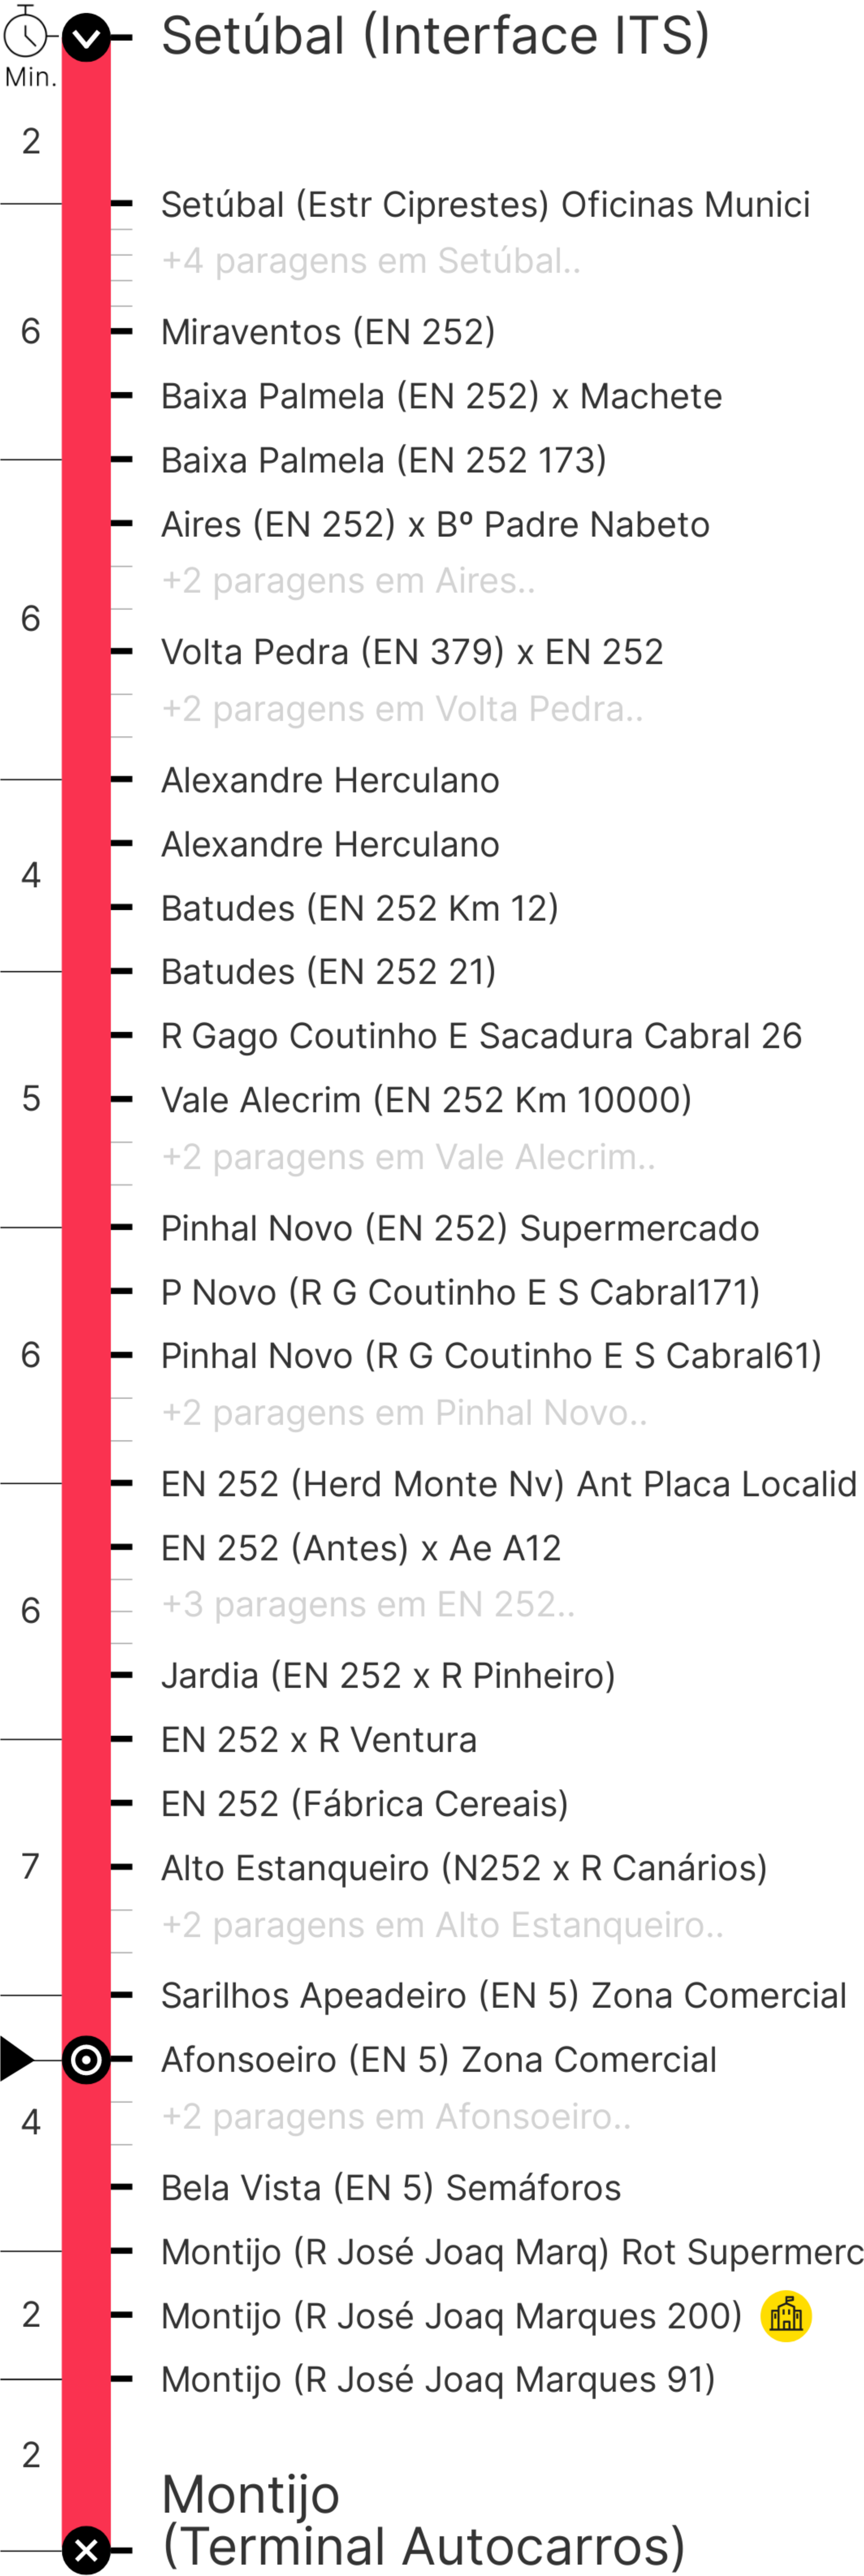 Setúbal (Interface ITS)
Min.
2
Setúbal (Estr Ciprestes) Oficinas Munici
+4 paragens em Setúbal..
6
Miraventos (EN 252)
Baixa Palmela (EN 252) x Machete
Baixa Palmela (EN 252 173)
Aires (EN 252) x Bº Padre Nabeto
+2 paragens em Aires..
6
Volta Pedra (EN 379) x EN 252
+2 paragens em Volta Pedra..
Alexandre Herculano
Alexandre Herculano
4
Batudes (EN 252 Km 12)
Batudes (EN 252 21)
R Gago Coutinho E Sacadura Cabral 26
5
Vale Alecrim (EN 252 Km 10000)
+2 paragens em Vale Alecrim..
Pinhal Novo (EN 252) Supermercado
P Novo (R G Coutinho E S Cabral171)
6
Pinhal Novo (R G Coutinho E S Cabral61)
+2 paragens em Pinhal Novo..
EN 252 (Herd Monte Nv) Ant Placa Localid
EN 252 (Antes) x Ae A12
+3 paragens em EN 252..
6
Jardia (EN 252 x R Pinheiro)
EN 252 x R Ventura
EN 252 (Fábrica Cereais)
7
Alto Estanqueiro (N252 x R Canários)
+2 paragens em Alto Estanqueiro..
Sarilhos Apeadeiro (EN 5) Zona Comercial
Afonsoeiro (EN 5) Zona Comercial
+2 paragens em Afonsoeiro..
4
Bela Vista (EN 5) Semáforos
Montijo (R José Joaq Marq) Rot Supermerc
2
Montijo (R José Joaq Marques 200)
Montijo (R José Joaq Marques 91)
2
Montijo
(Terminal Autocarros)